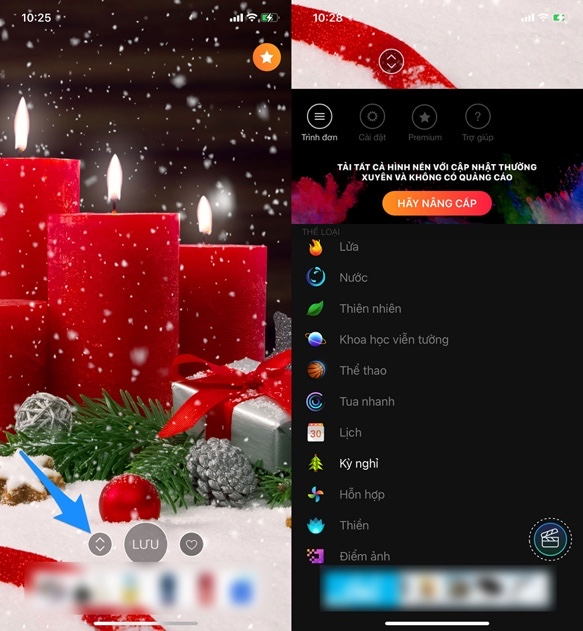 10:25
LƯU
10:28
Trình đơn
Cài đặt
Premium
Trợ giúp
TẢI TẤT CẢ HÌNH NỀN VỚI CẬP NHẬT THƯỜNG
XUYÊN VÀ KHÔNG CÓ QUẢNG CÁO
HÃY NÂNG CẤP
THỂ LOẠI
Lửa
Nước
Thiên nhiên
Khoa học viễn tưởng
Thể thao
Tua nhanh
30
Lịch
Kỳ nghỉ
Hỗn hợp
Thiền
Điểm ảnh